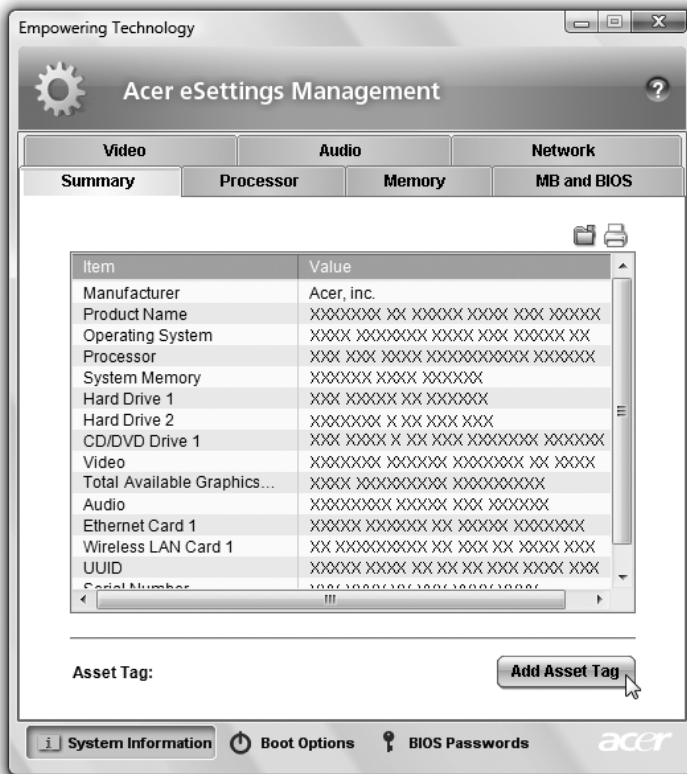 Empowering Technology
Acer eSettings Management
?
Video Audio Network
Summary Processor Memory MB and BIOS
Item Value
Manufacturer Acer, inc.
Product Name XXXXXXX XX XXXXX XXXX XXX XXXXX
Operating System XXXX XXXXXXX XXXX XXX XXXXX XX
Processor XXX XXX XXXX XXXXXXXXXX XXXXXX
System Memory XXXXXX XXXX XXXXXX
Hard Drive 1 XXX XXXXX XX XXXXXX
Hard Drive 2 XXXXXXX X XX XXX XXX
CD/DVD Drive 1 XXX XXXX X XX XXX XXXXXXX XXXXXX
Video XXXXXXX XXXXXX XXXXXXX XX XXXX
Total Available Graphics... XXXX XXXXXXXXXX XXXXXXXXX
Audio XXXXXXXX XXXXX XXX XXXXXX
Ethernet Card 1 XXXXX XXXXXX XX XXXXX XXXXXXX
Wireless LAN Card 1 XX XXXXXXXXX XX XXX XX XXXX XXX
UUID XXXXX XXXX XX XX XX XXX XXXX XXX
Serial Number
Asset Tag: Add Asset Tag
i System Information Boot Options BIOS Passwords acer